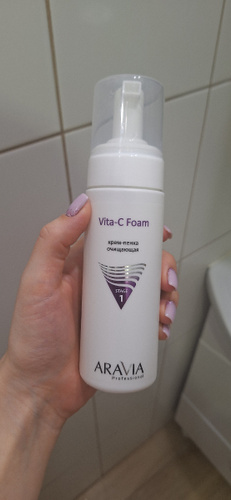 Vita-C Foam
крем-пенка
очищающая
STAGE
1
ARAVIA
Professional